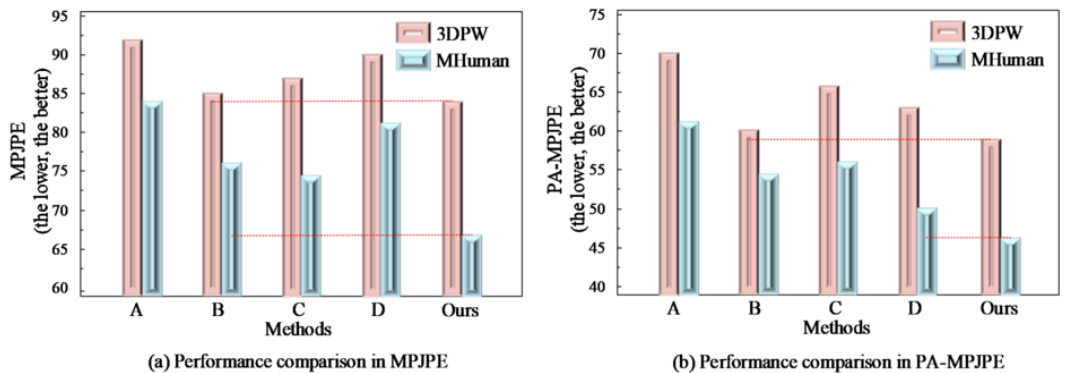 95
90
85
80
75
70
65
60
MPJPE
(the lower, the better)
3DPW
MHuman
A B C D Ours
Methods
(a) Performance comparison in MPJPE
75
70
65
60
55
50
45
40
PA-MPJPE
(the lower, the better)
3DPW
MHuman
A B C D Ours
Methods
(b) Performance comparison in PA-MPJPE